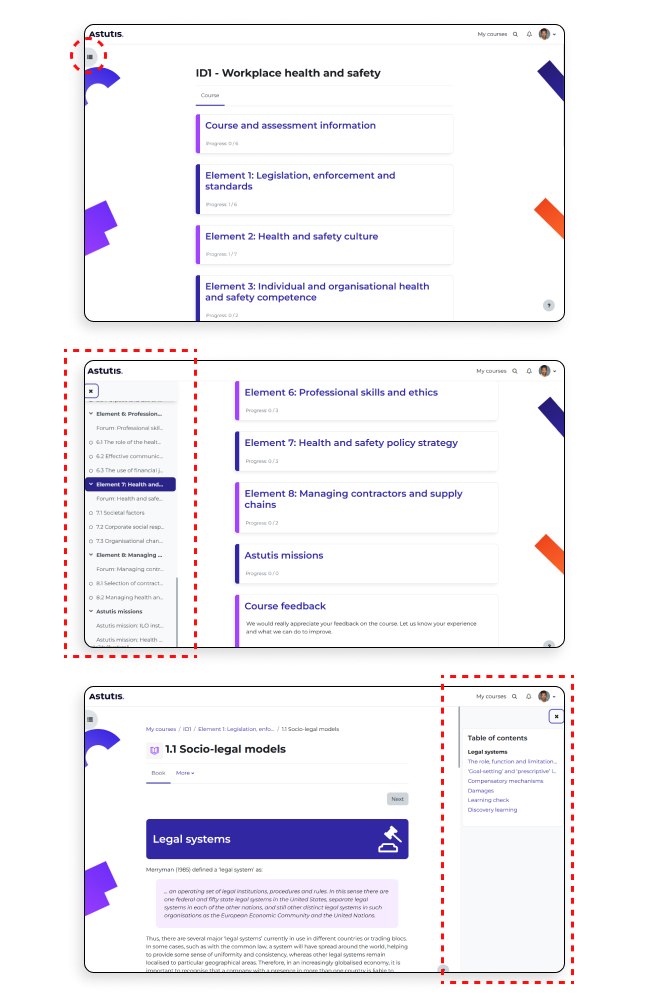 Astutis.
My courses
ID1 - Workplace health and safety
Course
Course and assessment information
Progress: 0 / 6
Element 1: Legislation, enforcement and
standards
Progress: 1 / 6
Element 2: Health and safety culture
Progress: 1 / 7
Element 3: Individual and organisational health
and safety competence
Progress: 0 / 2
?
Astutis.
My courses
Element 6: Profession...
Forum: Professional skil...
6.1 The role of the healt...
6.2 Effective communic...
6.3 The use of financial j...
Element 7: Health and...
Forum: Health and safe...
7.1 Societal factors
7.2 Corporate social resp...
7.3 Organisational chan...
Element 8: Managing ...
Forum: Managing contr...
8.1 Selection of contract...
8.2 Managing health an...
Astutis missions
Astutis mission: ILO inst...
Astutis mission: Health ...
Element 6: Professional skills and ethics
Progress: 0 / 3
Element 7: Health and safety policy strategy
Progress: 0 / 3
Element 8: Managing contractors and supply
chains
Progress: 0 / 2
Astutis missions
Progress: 0 / 0
Course feedback
We would really appreciate your feedback on the course. Let us know your experience
and what we can do to improve.
Astutis.
My courses
My courses / ID1 / Element 1: Legislation, enfo... / 1.1 Socio-legal models
1.1 Socio-legal models
Book More
Next
Legal systems
Merryman (1985) defined a 'legal system' as:
... an operating set of legal institutions, procedures and rules. In this sense there are
one federal and fifty state legal systems in the United States, separate legal
systems in each of the other nations, and still other distinct legal systems in such
organisations as the European Economic Community and the United Nations.
Thus, there are several major 'legal systems' currently in use in different countries or trading blocs.
In some cases, such as with the common law, a system will have spread around the world, helping
to provide some sense of uniformity and consistency, whereas other legal systems remain
localised to particular geographical areas. Therefore, in an increasingly globalised economy, it is
important to recognise that a company with a presence in more than one country is liable to
Table of contents
Legal systems
The role, function and limitation...
'Goal-setting' and 'prescriptive' l...
Compensatory mechanisms
Damages
Learning check
Discovery learning